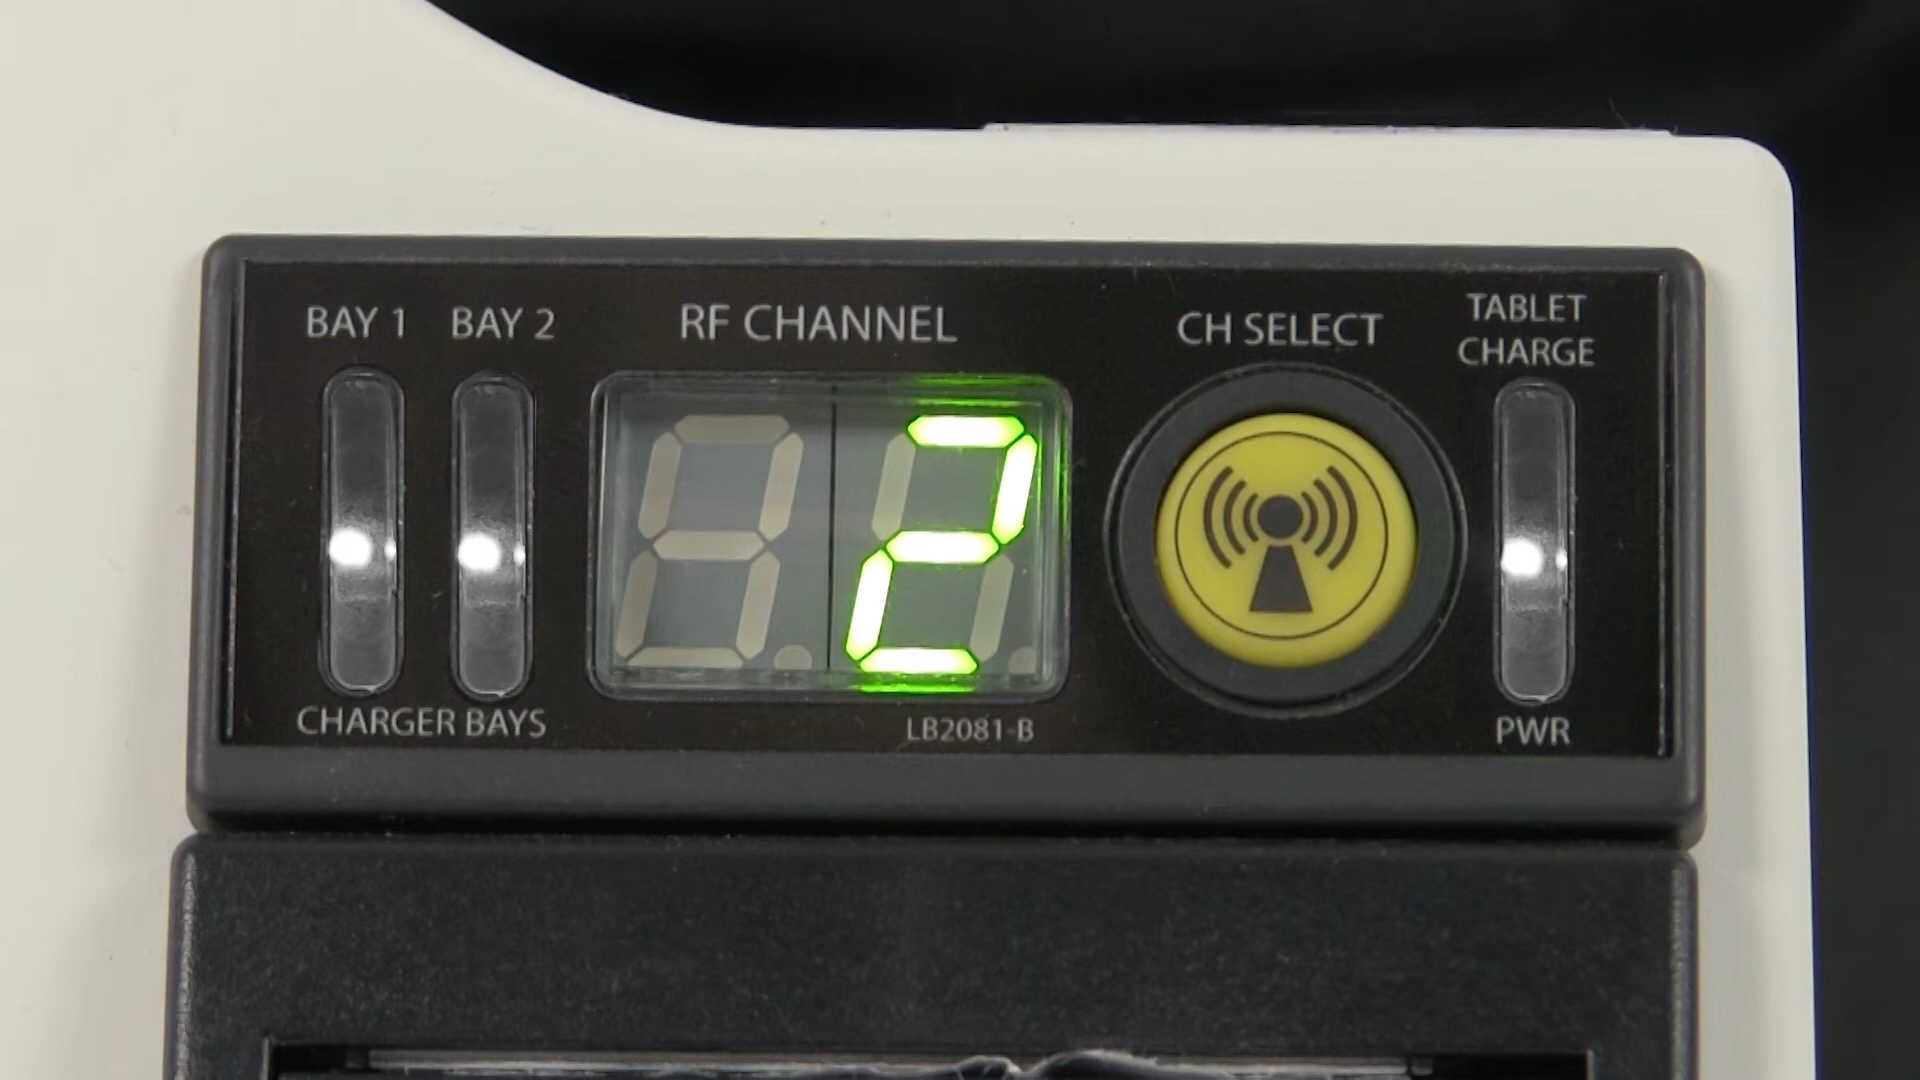 BAY 1 BAY 2 RF CHANNEL CH SELECT TABLET CHARGE
2
CHARGER BAYS LB2081-B PWR